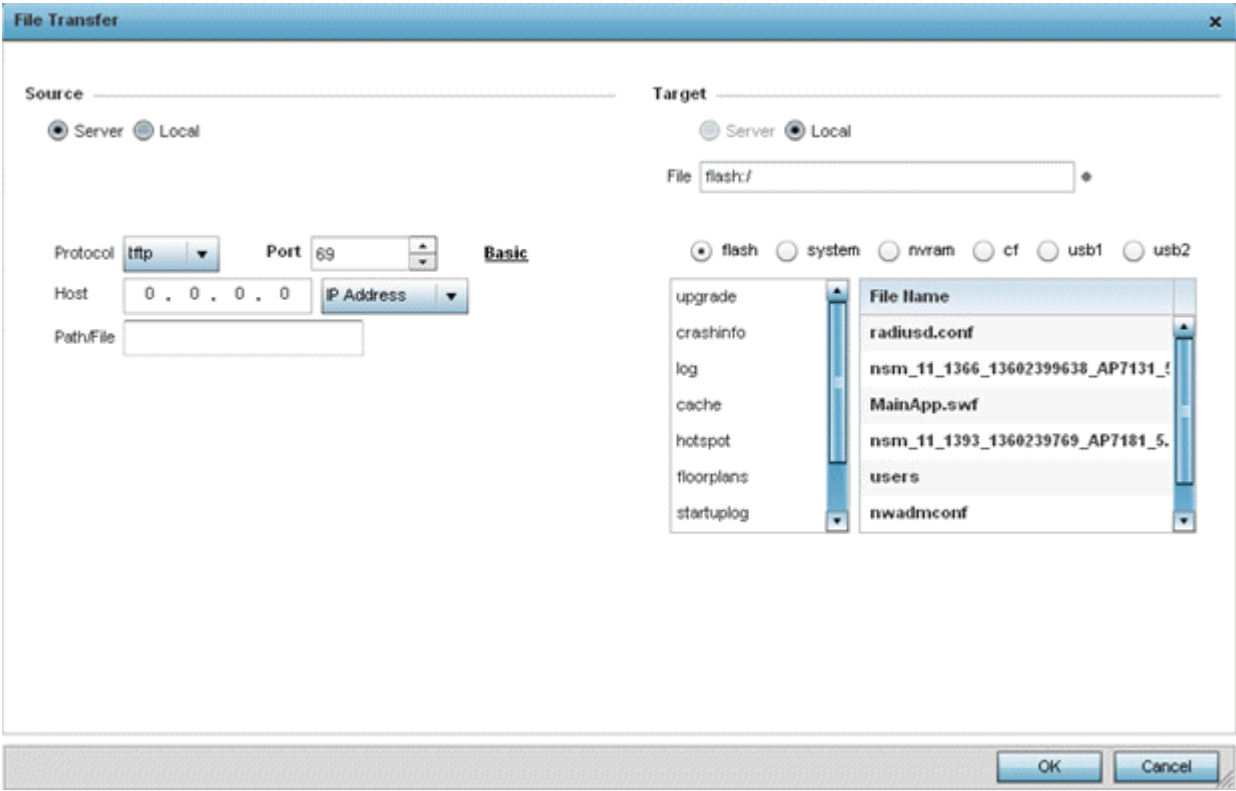 File Transfer
Source
Server Local
Protocol tftp Port 69 Basic
Host 0 . 0 . 0 . 0 IP Address
Path/File
Target
Server Local
File flash:/
flash system nvram cf usb1 usb2
upgrade
crashinfo
log
cache
hotspot
floorplans
startuplog
File Name
radiusd.conf
nsm_11_1366_13602399638_AP7131_5
MainApp.swf
nsm_11_1393_1360239769_AP7181_5.
users
nwadmconf
OK Cancel